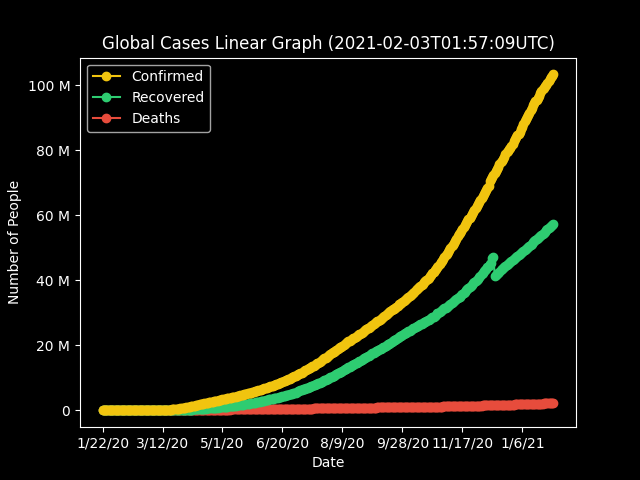 Global Cases Linear Graph (2021-02-03T01:57:09UTC)
Confirmed
Recovered
Deaths
100 M
80 M
60 M
40 M
20 M
0
Number of People
1/22/20 3/12/20 5/1/20 6/20/20 8/9/20 9/28/20 11/17/20 1/6/21
Date